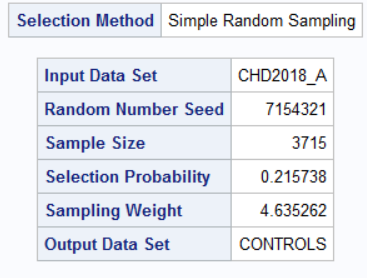 Selection Method Simple Random Sampling
Input Data Set CHD2018_A
Random Number Seed 7154321
Sample Size 3715
Selection Probability 0.215738
Sampling Weight 4.635262
Output Data Set CONTROLS